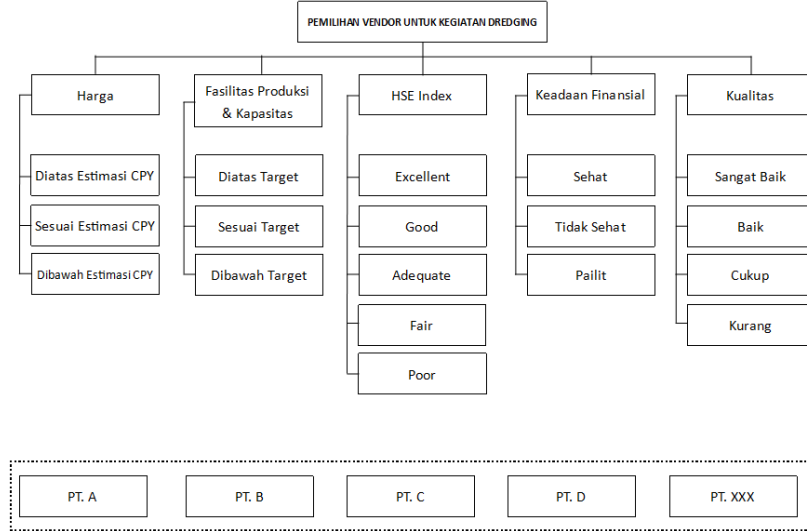 PEMILIHAN VENDOR UNTUK KEGIATAN DREDGING
Harga
Fasilitas Produksi
& Kapasitas
HSE Index
Keadaan Finansial
Kualitas
Diatas Estimasi CPY
Diatas Target
Excellent
Sehat
Sangat Baik
Sesuai Estimasi CPY
Sesuai Target
Good
Tidak Sehat
Baik
Dibawah Estimasi CPY
Dibawah Target
Adequate
Pailit
Cukup
Fair
Kurang
Poor
PT. A
PT. B
PT. C
PT. D
PT. XXX